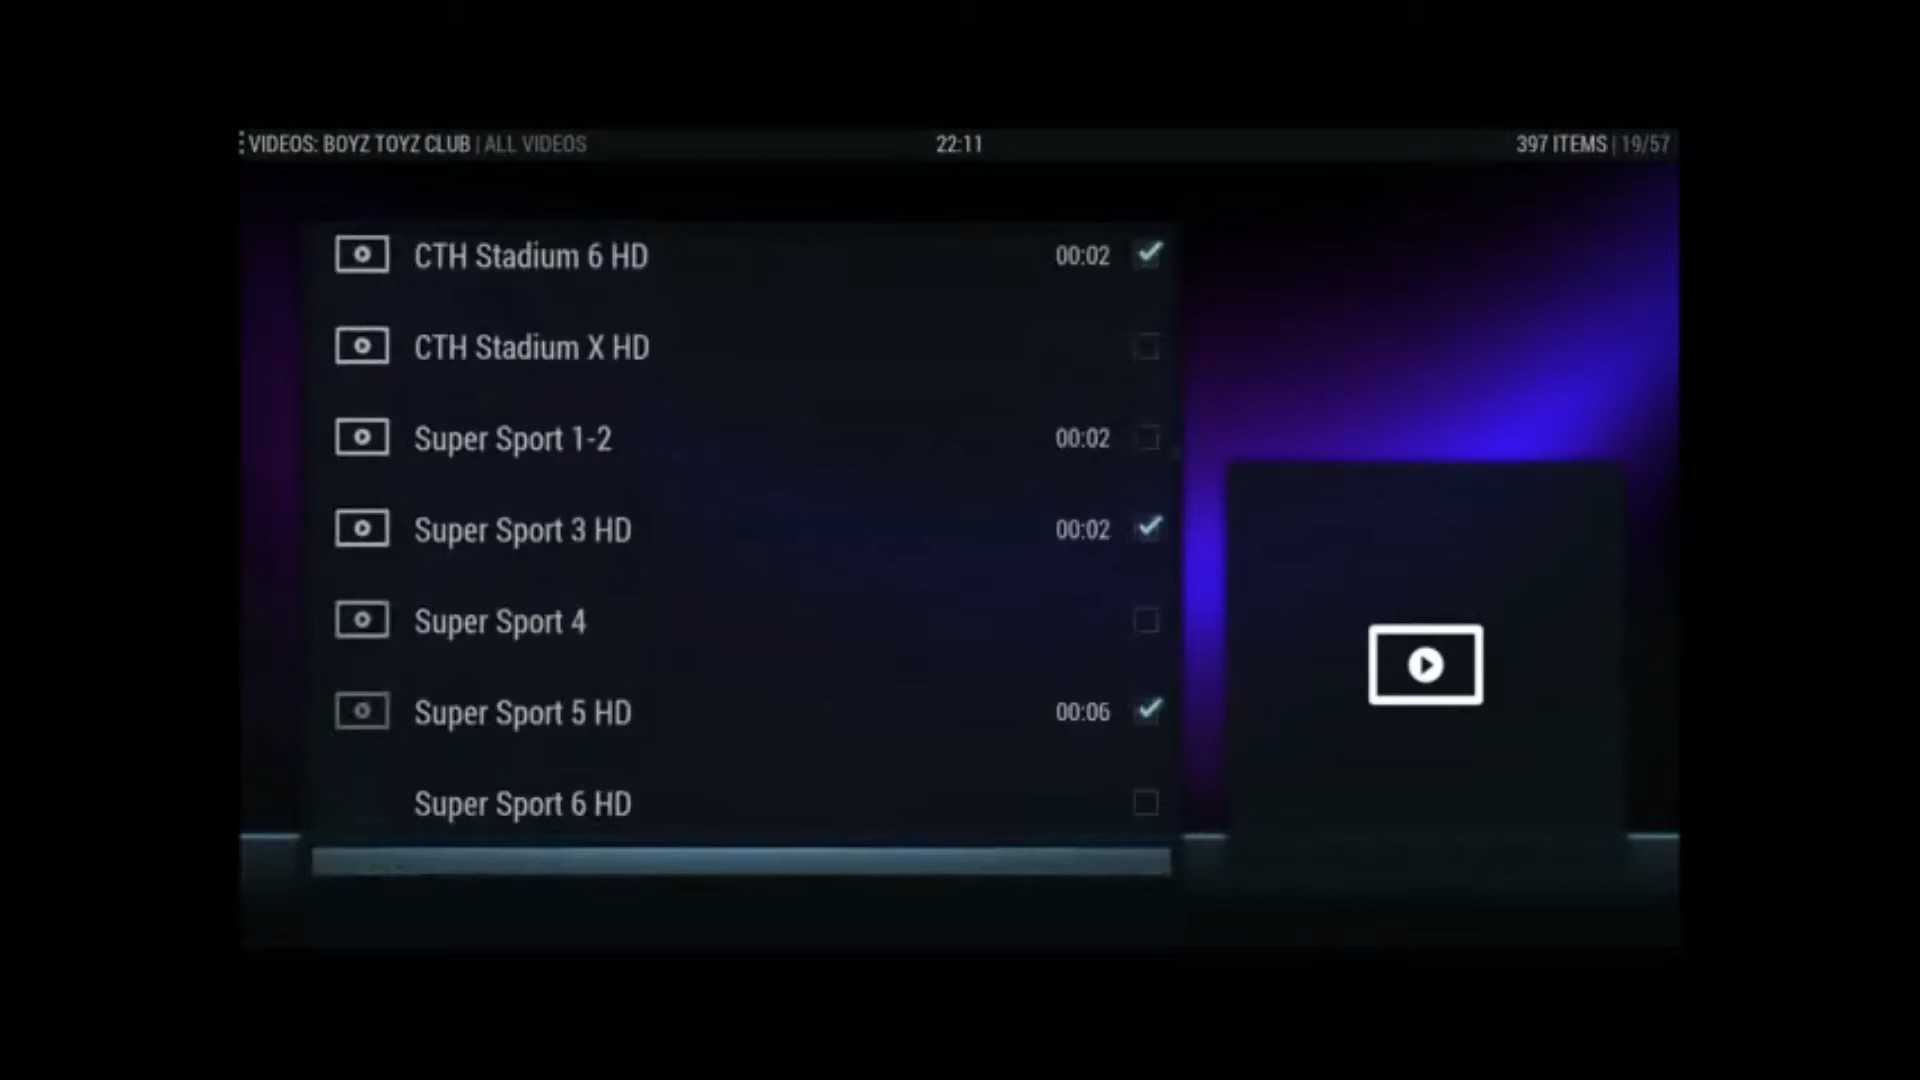 VIDEOS: BOYZ TOYZ CLUB | ALL VIDEOS
22:11
397 ITEMS | 19/57
CTH Stadium 6 HD 00:02
CTH Stadium X HD
Super Sport 1-2 00:02
Super Sport 3 HD 00:02
Super Sport 4
Super Sport 5 HD 00:06
Super Sport 6 HD